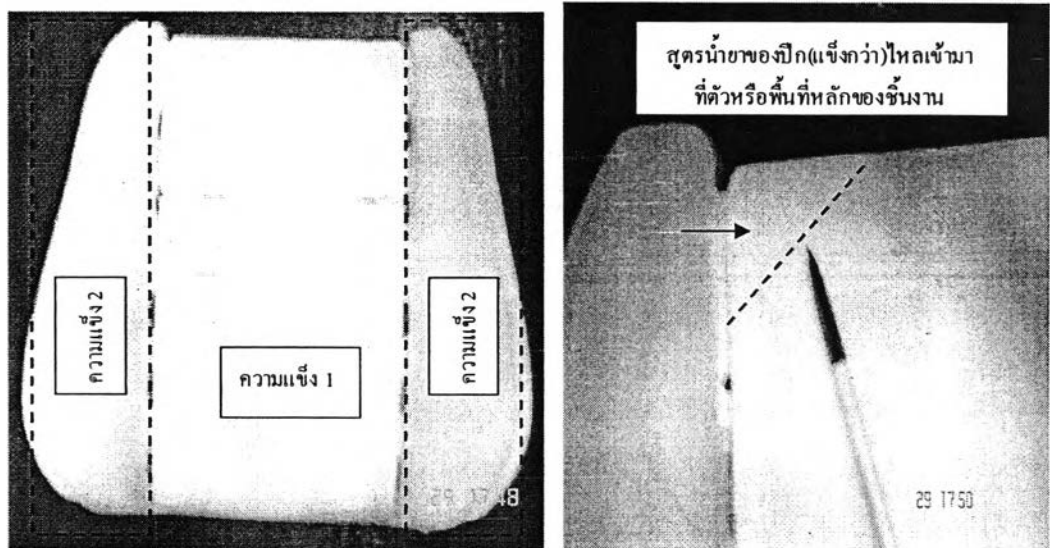 ความแข็ง 2
ความแข็ง 1
ความแข็ง 2
29 17 48
สูตรน้ำยาของปีก(แข็งกว่า)ไหลเข้ามา
ที่ตัวหรือพื้นที่หลักของชิ้นงาน
29 1750